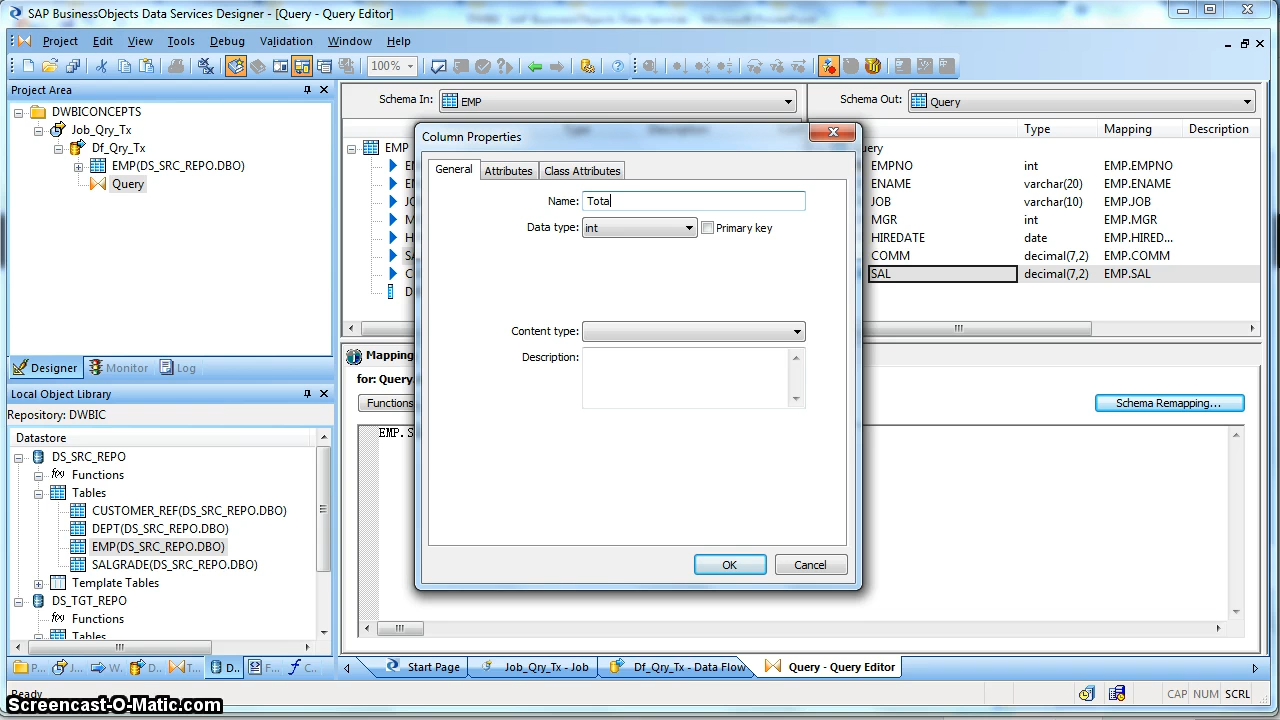 SAP BusinessObjects Data Services Designer - [Query - Query Editor]
Project Edit View Tools Debug Validation Window Help
100%
Project Area
DWBICONCEPTS
Job_Qry_Tx
Df_Qry_Tx
EMP(DS_SRC_REPO.DBO)
Query
Designer Monitor Log
Local Object Library
Repository: DWBIC
Datastore
DS_SRC_REPO
Functions
Tables
CUSTOMER_REF(DS_SRC_REPO.DBO)
DEPT(DS_SRC_REPO.DBO)
EMP(DS_SRC_REPO.DBO)
SALGRADE(DS_SRC_REPO.DBO)
Template Tables
DS_TGT_REPO
Functions
Tables
P... J... W... D... T... D... F... C...
Schema In: EMP
Schema Out: Query
Type Mapping Description
EMP
EMPNO int EMP.EMPNO
ENAME varchar(20) EMP.ENAME
JOB varchar(10) EMP.JOB
MGR int EMP.MGR
HIREDATE date EMP.HIRED...
COMM decimal(7,2) EMP.COMM
SAL decimal(7,2) EMP.SAL
Column Properties
General Attributes Class Attributes
Name: Tota
Data type: int Primary key
Content type:
Description:
OK Cancel
Mapping
for: Query.
Functions
Schema Remapping...
EMP.S
Start Page Job_Qry_Tx - Job Df_Qry_Tx - Data Flow Query - Query Editor
Ready
CAP NUM SCRL
Screencast-O-Matic.com